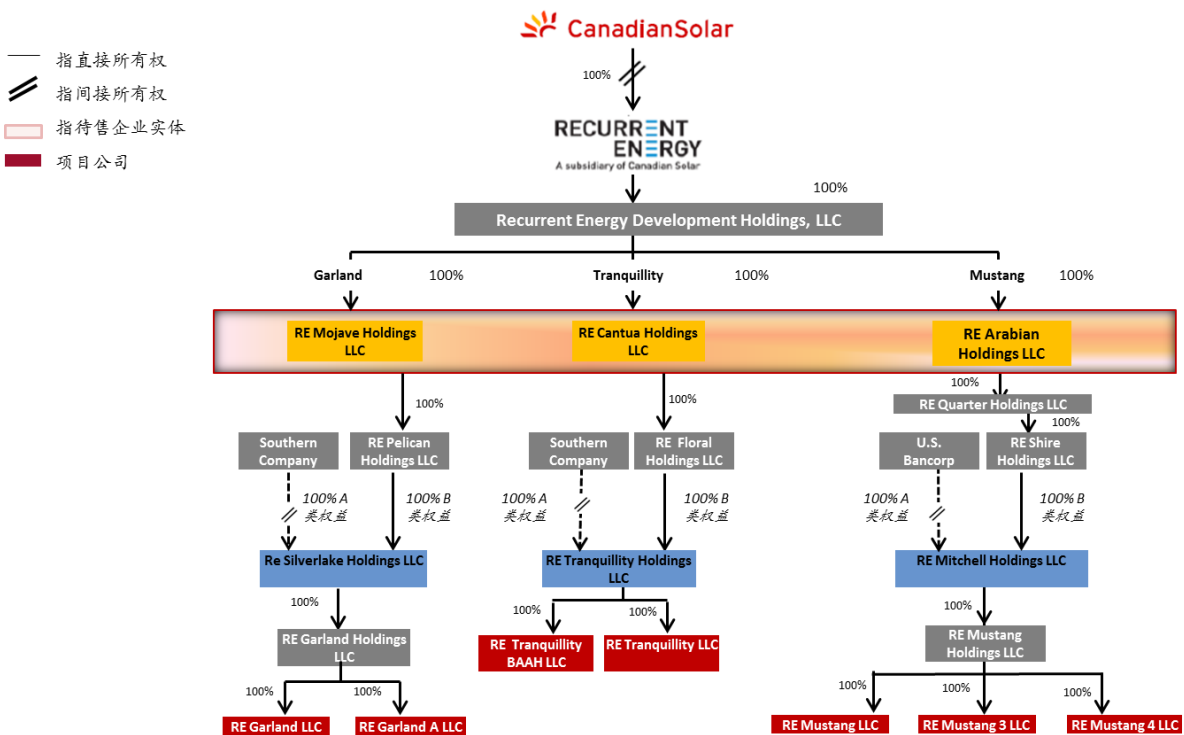 CanadianSolar
指直接所有权
指间接所有权
指待售企业实体
项目公司
100%
RECURRENT
ENERGY
A subsidiary of Canadian Solar
100%
Recurrent Energy Development Holdings, LLC
Garland
100%
Tranquillity
100%
Mustang
100%
RE Mojave Holdings
LLC
RE Cantua Holdings
LLC
RE Arabian
Holdings LLC
100%
100%
100%
RE Quarter Holdings LLC
100%
Southern
Company
RE Pelican
Holdings LLC
Southern
Company
RE Floral
Holdings LLC
U.S.
Bancorp
RE Shire
Holdings LLC
100% A
类权益
100% B
类权益
100% A
类权益
100% B
类权益
100% A
类权益
100% B
类权益
Re Silverlake Holdings LLC
RE Tranquillity Holdings
LLC
RE Mitchell Holdings LLC
100%
100%
100%
100%
RE Garland Holdings
LLC
RE Tranquillity
BAAH LLC
RE Tranquillity LLC
RE Mustang
Holdings LLC
100%
100%
100%
100%
100%
RE Garland LLC
RE Garland A LLC
RE Mustang LLC
RE Mustang 3 LLC
RE Mustang 4 LLC